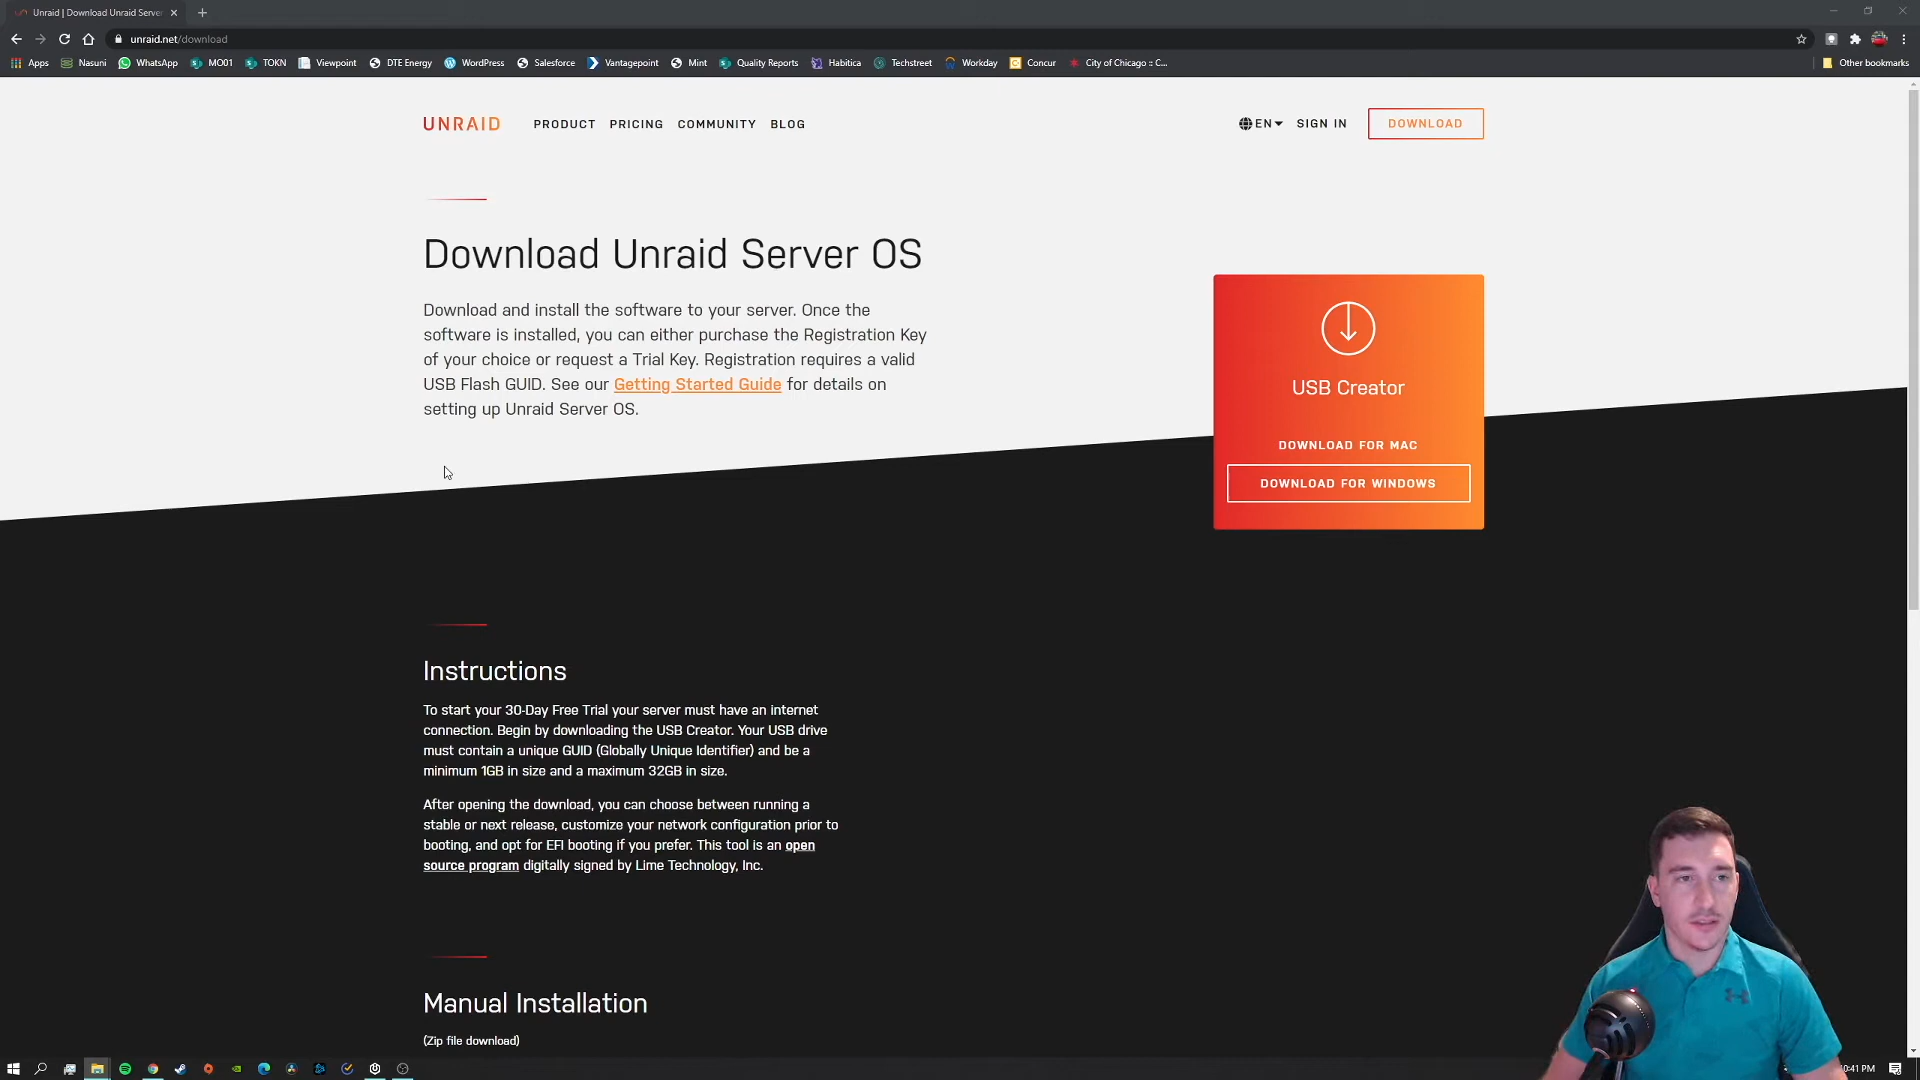 Unraid | Download Unraid Server
unraid.net/download
Apps Nasuni WhatsApp MO01 TOKN Viewpoint DTE Energy WordPress Salesforce Vantagepoint Mint Quality Reports Habitica Techstreet Workday Concur City of Chicago :: C... Other bookmarks
UNRAID PRODUCT PRICING COMMUNITY BLOG EN SIGN IN DOWNLOAD
Download Unraid Server OS
Download and install the software to your server. Once the
software is installed, you can either purchase the Registration Key
of your choice or request a Trial Key. Registration requires a valid
USB Flash GUID. See our Getting Started Guide for details on
setting up Unraid Server OS.
USB Creator
DOWNLOAD FOR MAC
DOWNLOAD FOR WINDOWS
Instructions
To start your 30-Day Free Trial your server must have an internet
connection. Begin by downloading the USB Creator. Your USB drive
must contain a unique GUID (Globally Unique Identifier) and be a
minimum 1GB in size and a maximum 32GB in size.
After opening the download, you can choose between running a
stable or next release, customize your network configuration prior to
booting, and opt for EFI booting if you prefer. This tool is an open
source program digitally signed by Lime Technology, Inc.
Manual Installation
(Zip file download)
:41 PM